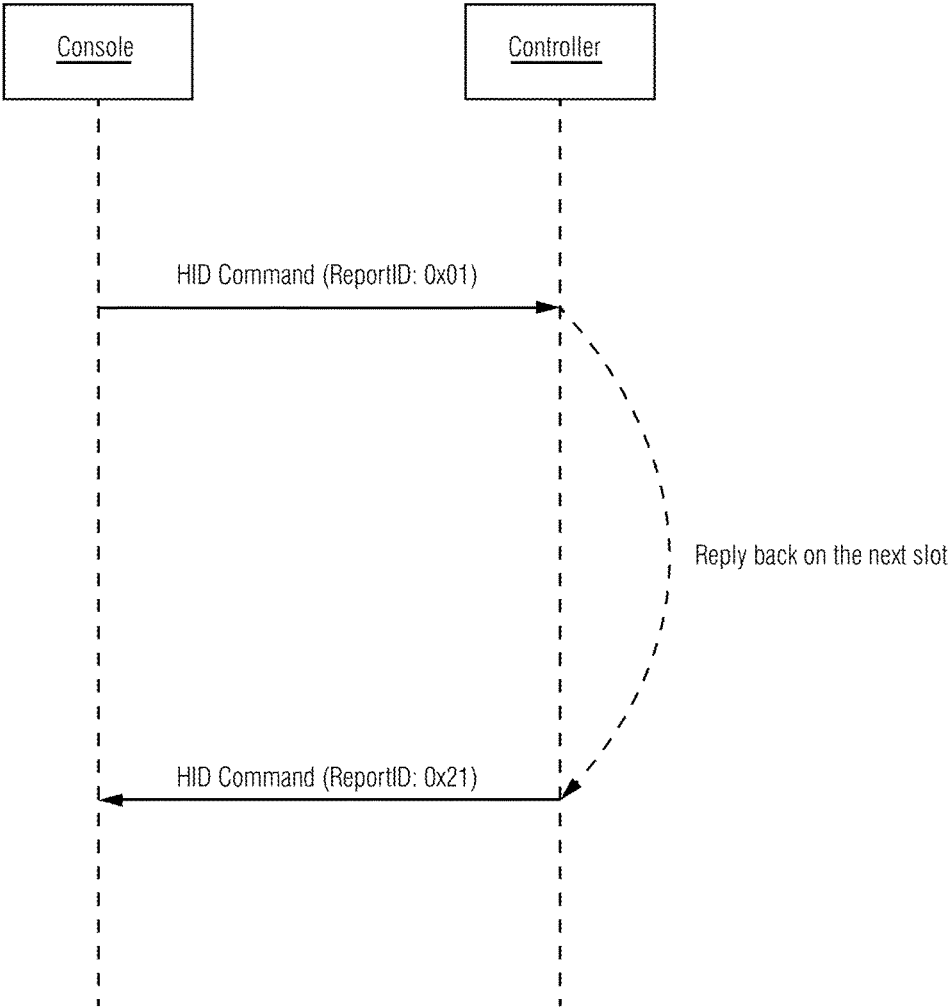 Console
Controller
HID Command (ReportID: 0x01)
Reply back on the next slot
HID Command (ReportID: 0x21)